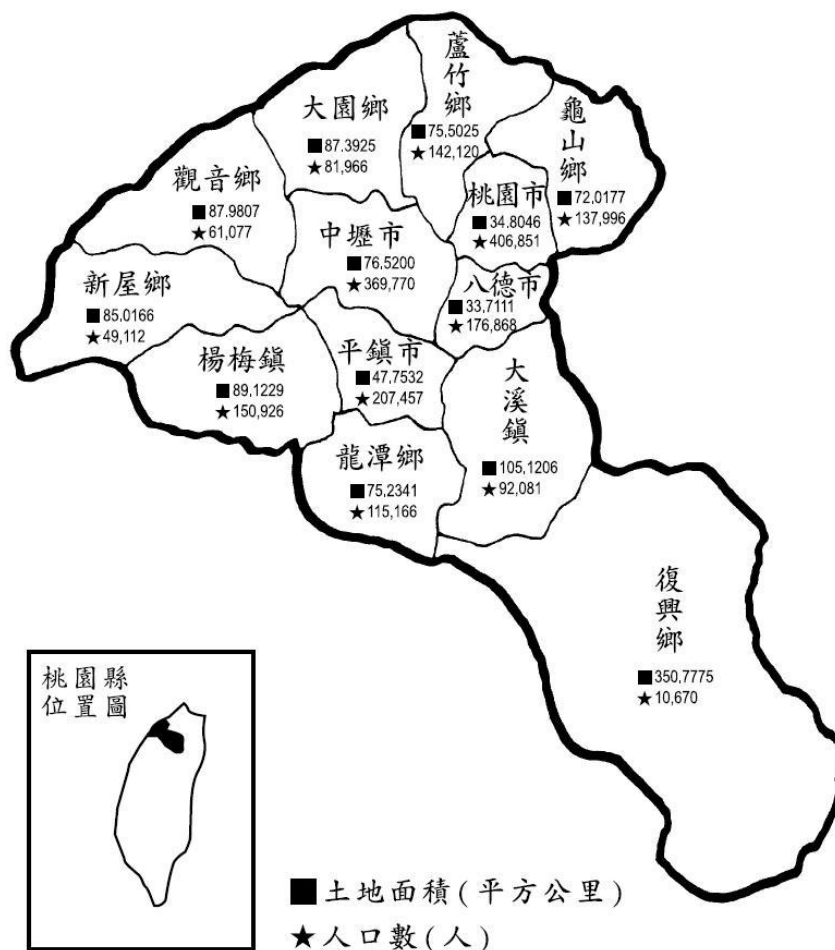 蘆竹鄉
■75,5025
★142,120
大園鄉
■87.3925
★81,966
龜山鄉
■72.0177
★137,996
觀音鄉
■87.9807
★61,077
桃園市
■34.8046
★406,851
中壢市
■76,5200
★369,770
新屋鄉
■85.0166
★49,112
八德市
■33,7111
★176,868
楊梅鎮
■89,1229
★150,926
平鎮市
■47,7532
★207,457
大溪鎮
■105,1206
★92,081
龍潭鄉
■75,2341
★115,166
復興鄉
■350,7775
★10,670
桃園縣
位置圖
■土地面積(平方公里)
★人口數(人)